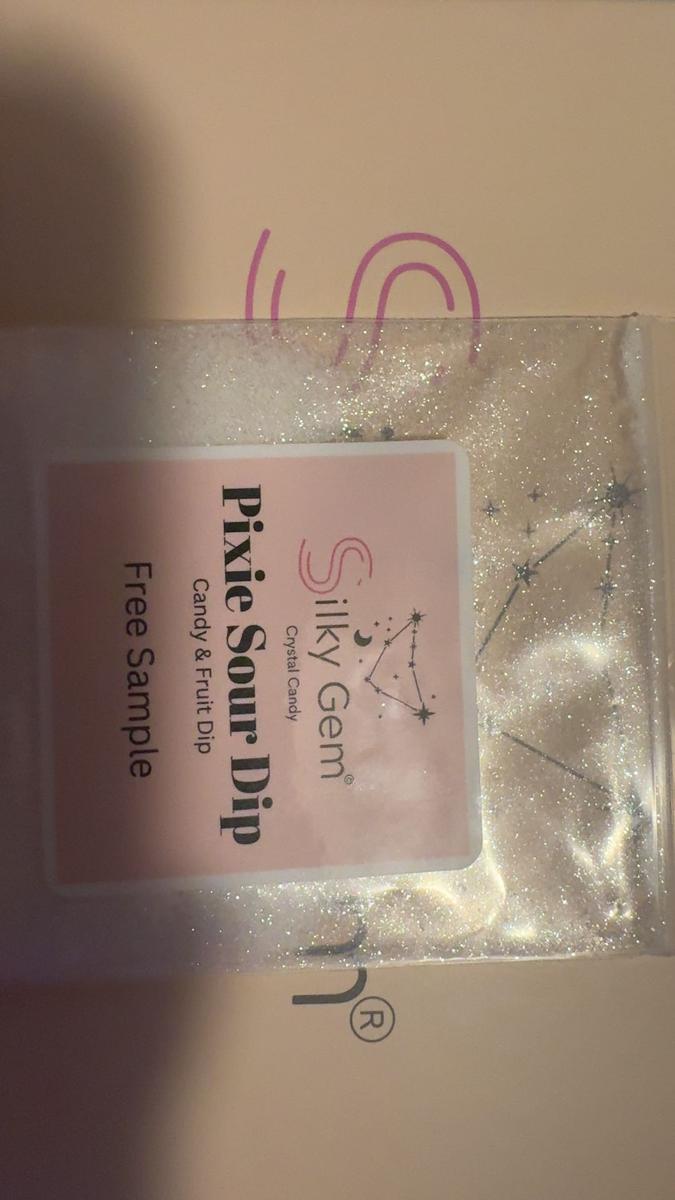 Silky Gem®
Crystal Candy
Pixie Sour Dip
Candy & Fruit Dip
Free Sample
®